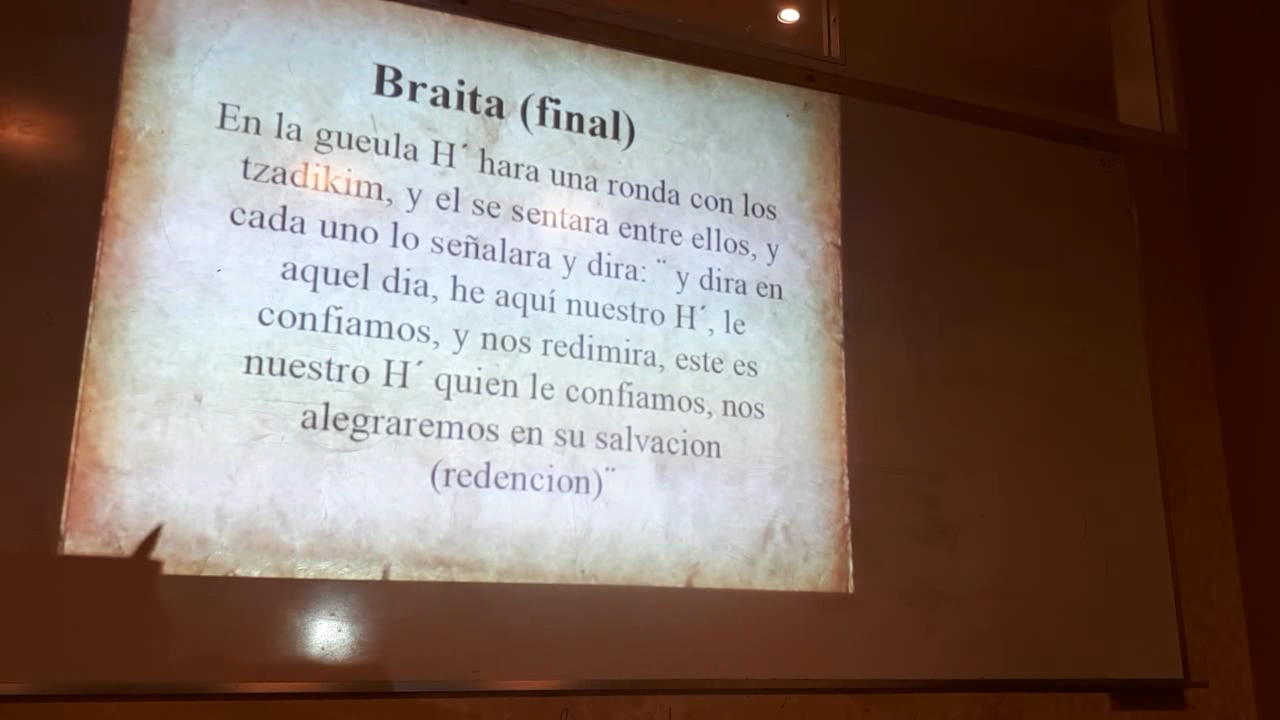 Braita (final)
En la gueula H´ hara una ronda con los
tzadikim, y el se sentara entre ellos, y
cada uno lo señalara y dira: ¨ y dira en
aquel dia, he aquí nuestro H´, le
confiamos, y nos redimira, este es
nuestro H´ quien le confiamos, nos
alegraremos en su salvacion
(redencion)¨